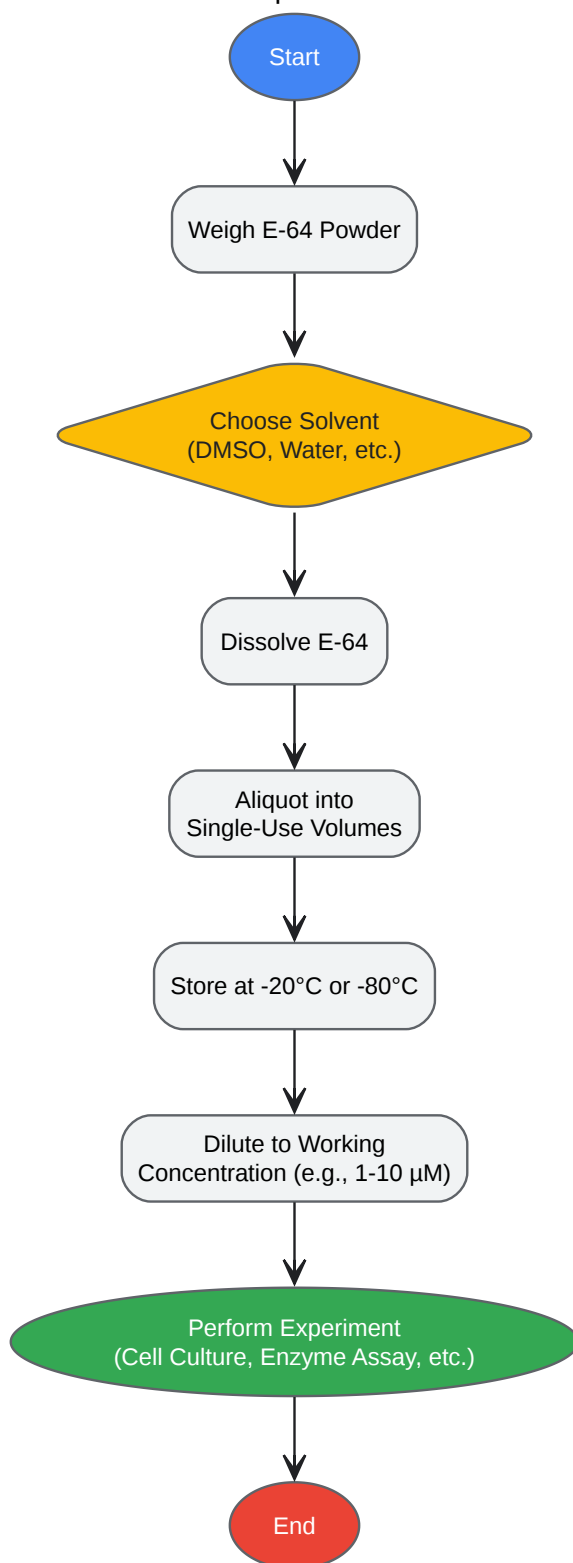 Start
Weigh E-64 Powder
Choose Solvent
(DMSO, Water, etc.)
Dissolve E-64
Aliquot into
Single-Use Volumes
Store at -20°C or -80°C
Dilute to Working
Concentration (e.g., 1-10 µM)
Perform Experiment
(Cell Culture, Enzyme Assay, etc.)
End